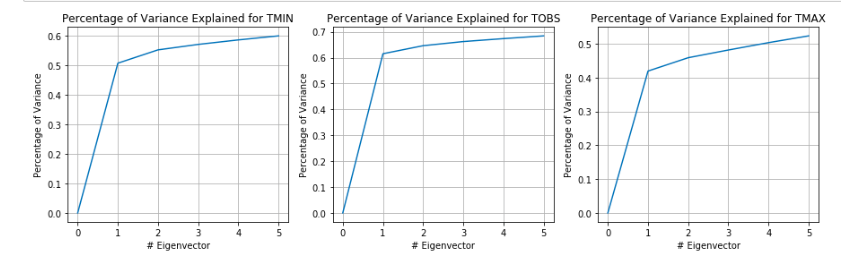 Percentage of Variance Explained for TMIN
Percentage of Variance
0.6
0.5
0.4
0.3
0.2
0.1
0.0
0 1 2 3 4 5
# Eigenvector
Percentage of Variance Explained for TOBS
Percentage of Variance
0.7
0.6
0.5
0.4
0.3
0.2
0.1
0.0
0 1 2 3 4 5
# Eigenvector
Percentage of Variance Explained for TMAX
Percentage of Variance
0.5
0.4
0.3
0.2
0.1
0.0
0 1 2 3 4 5
# Eigenvector